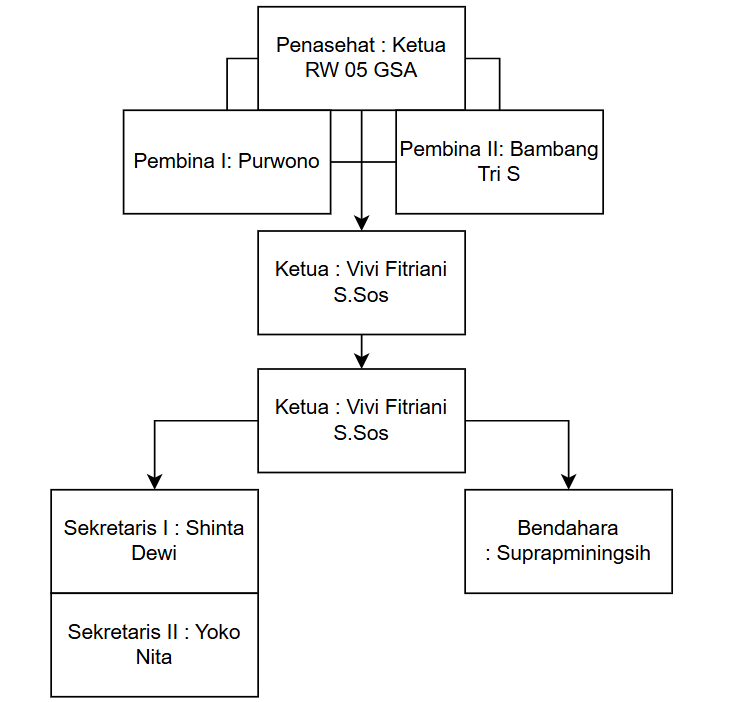 Penasehat : Ketua
RW 05 GSA
Pembina I: Purwono
Pembina II: Bambang
Tri S
Ketua : Vivi Fitriani
S.Sos
Ketua : Vivi Fitriani
S.Sos
Sekretaris I : Shinta
Dewi
Bendahara
: Suprapminingsih
Sekretaris II : Yoko
Nita